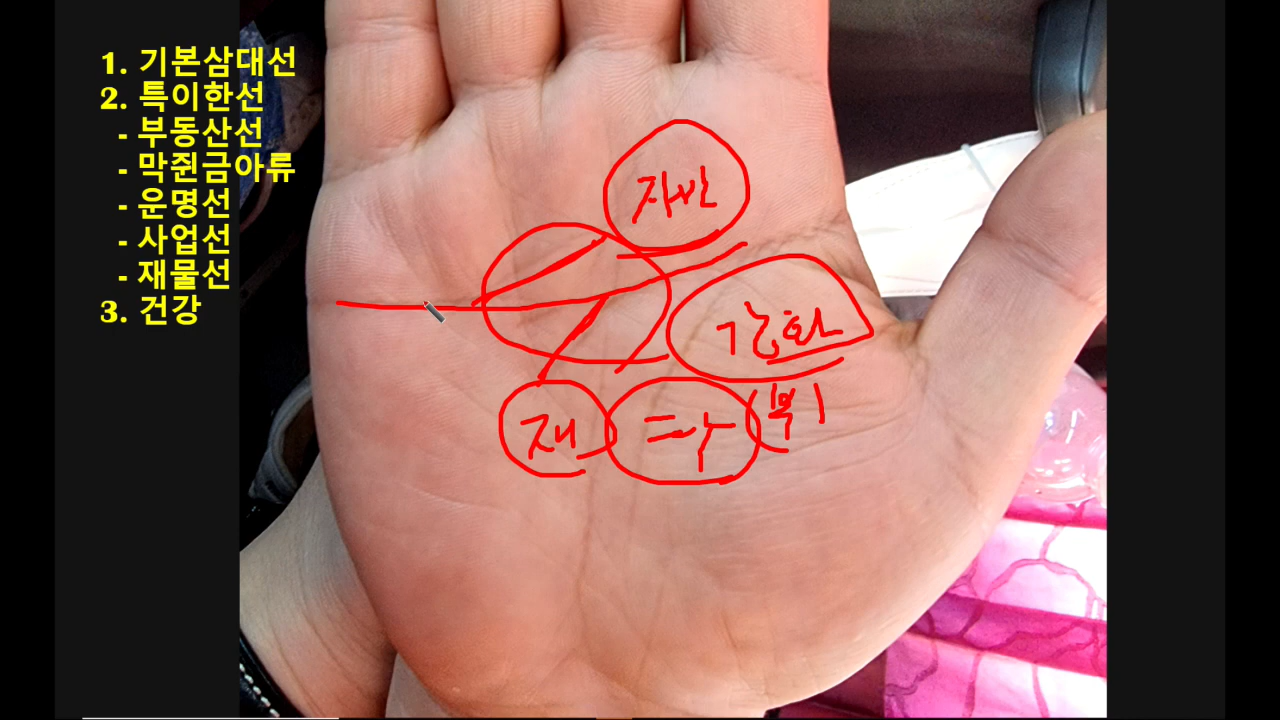 1. 기본삼대선
2. 특이한선
- 부동산선
- 막쥔금아류
- 운명선
- 사업선
- 재물선
3. 건강
재